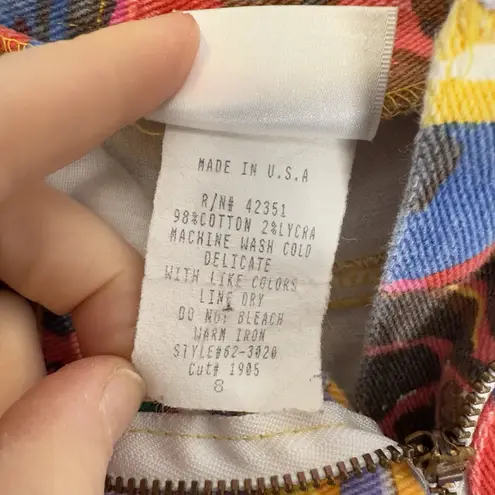 MADE IN U.S.A
R/N# 42351
98%COTTON 2%LYCRA
MACHINE WASH COLD
DELICATE
WITH LIKE COLORS
LINE DRY
DO NOT BLEACH
WARM IRON
STYLE#62-3020
Cut# 1905
8